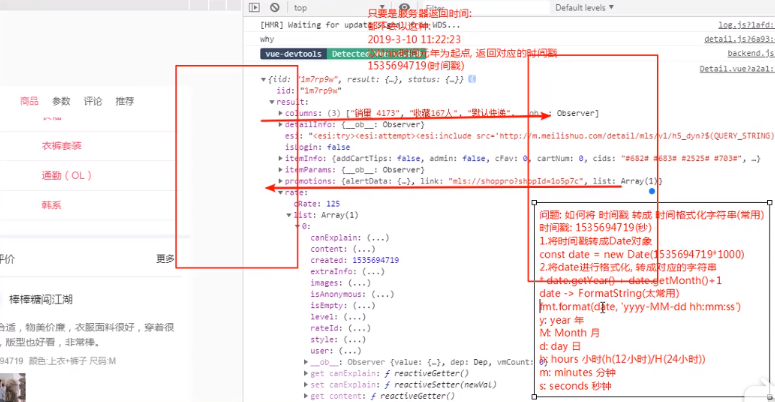 top
Filter
Default levels ▼
只要是服务器返回时间:
都不会以这种:
2019-3-10 11:22:23
元年为起点, 返回对应的时间戳
1535694719(时间戳)
[HMR] Waiting for update
WDS...
log.js?1afd:
why
detail.js?6a93:
vue-devtools
Detected
backend.js
Detail.vue?a2a1:
商品 参数 评论 推荐
衣裤套装
通勤（OL）
韩系
评价
更多
棒棒糖闯江湖
合适，物美价廉，衣服面料很好，穿着很
，版型也好看，非常棒。
94719 颜色:上衣+裤子 尺码:M
▼{iid: "1m7rp9w", result: {…}, status: {…}}
iid: "1m7rp9w"
▼result:
▶columns: (3) ["销量 4173", "收藏167人", "默认快递", __ob__: Observer]
▶detailInfo: {__ob__: Observer}
esi: "<esi:try><esi:attempt><esi:include src='http://m.meilishuo.com/detail/mls/v1/h5_dyn?$(QUERY_STRING)
isLogin: false
▶itemInfo: {addCartTips: false, admin: false, cFav: 0, cartNum: 0, cids: "#682# #683# #2525# #703#", …}
▶itemParams: {__ob__: Observer}
▶promotions: {alertData: {…}, link: "mls://shoppro?shopId=1o5p7c", list: Array(1)}
▼rate:
cRate: 125
▼list: Array(1)
▼0:
canExplain: (...)
content: (...)
created: 1535694719
extraInfo: (...)
images: (...)
isAnonymous: (...)
isEmpty: (...)
level: (...)
rateId: (...)
style: (...)
user: (...)
▶__ob__: Observer {value: {…}, dep: Dep, vmCount: 0}
▶get canExplain: ƒ reactiveGetter()
▶set canExplain: ƒ reactiveSetter(newVal)
▶get content: ƒ reactiveGetter()
问题: 如何将 时间戳 转成 时间格式化字符串(常用)
时间戳: 1535694719(秒)
1.将时间戳转成Date对象
const date = new Date(1535694719*1000)
2.将date进行格式化, 转成对应的字符串
* date.getYear() + date.getMonth()+1
date -> FormatString(太常用)
fmt.format(date, 'yyyy-MM-dd hh:mm:ss')
y: year 年
M: Month 月
d: day 日
h: hours 小时(h(12小时)/H(24小时))
m: minutes 分钟
s: seconds 秒钟